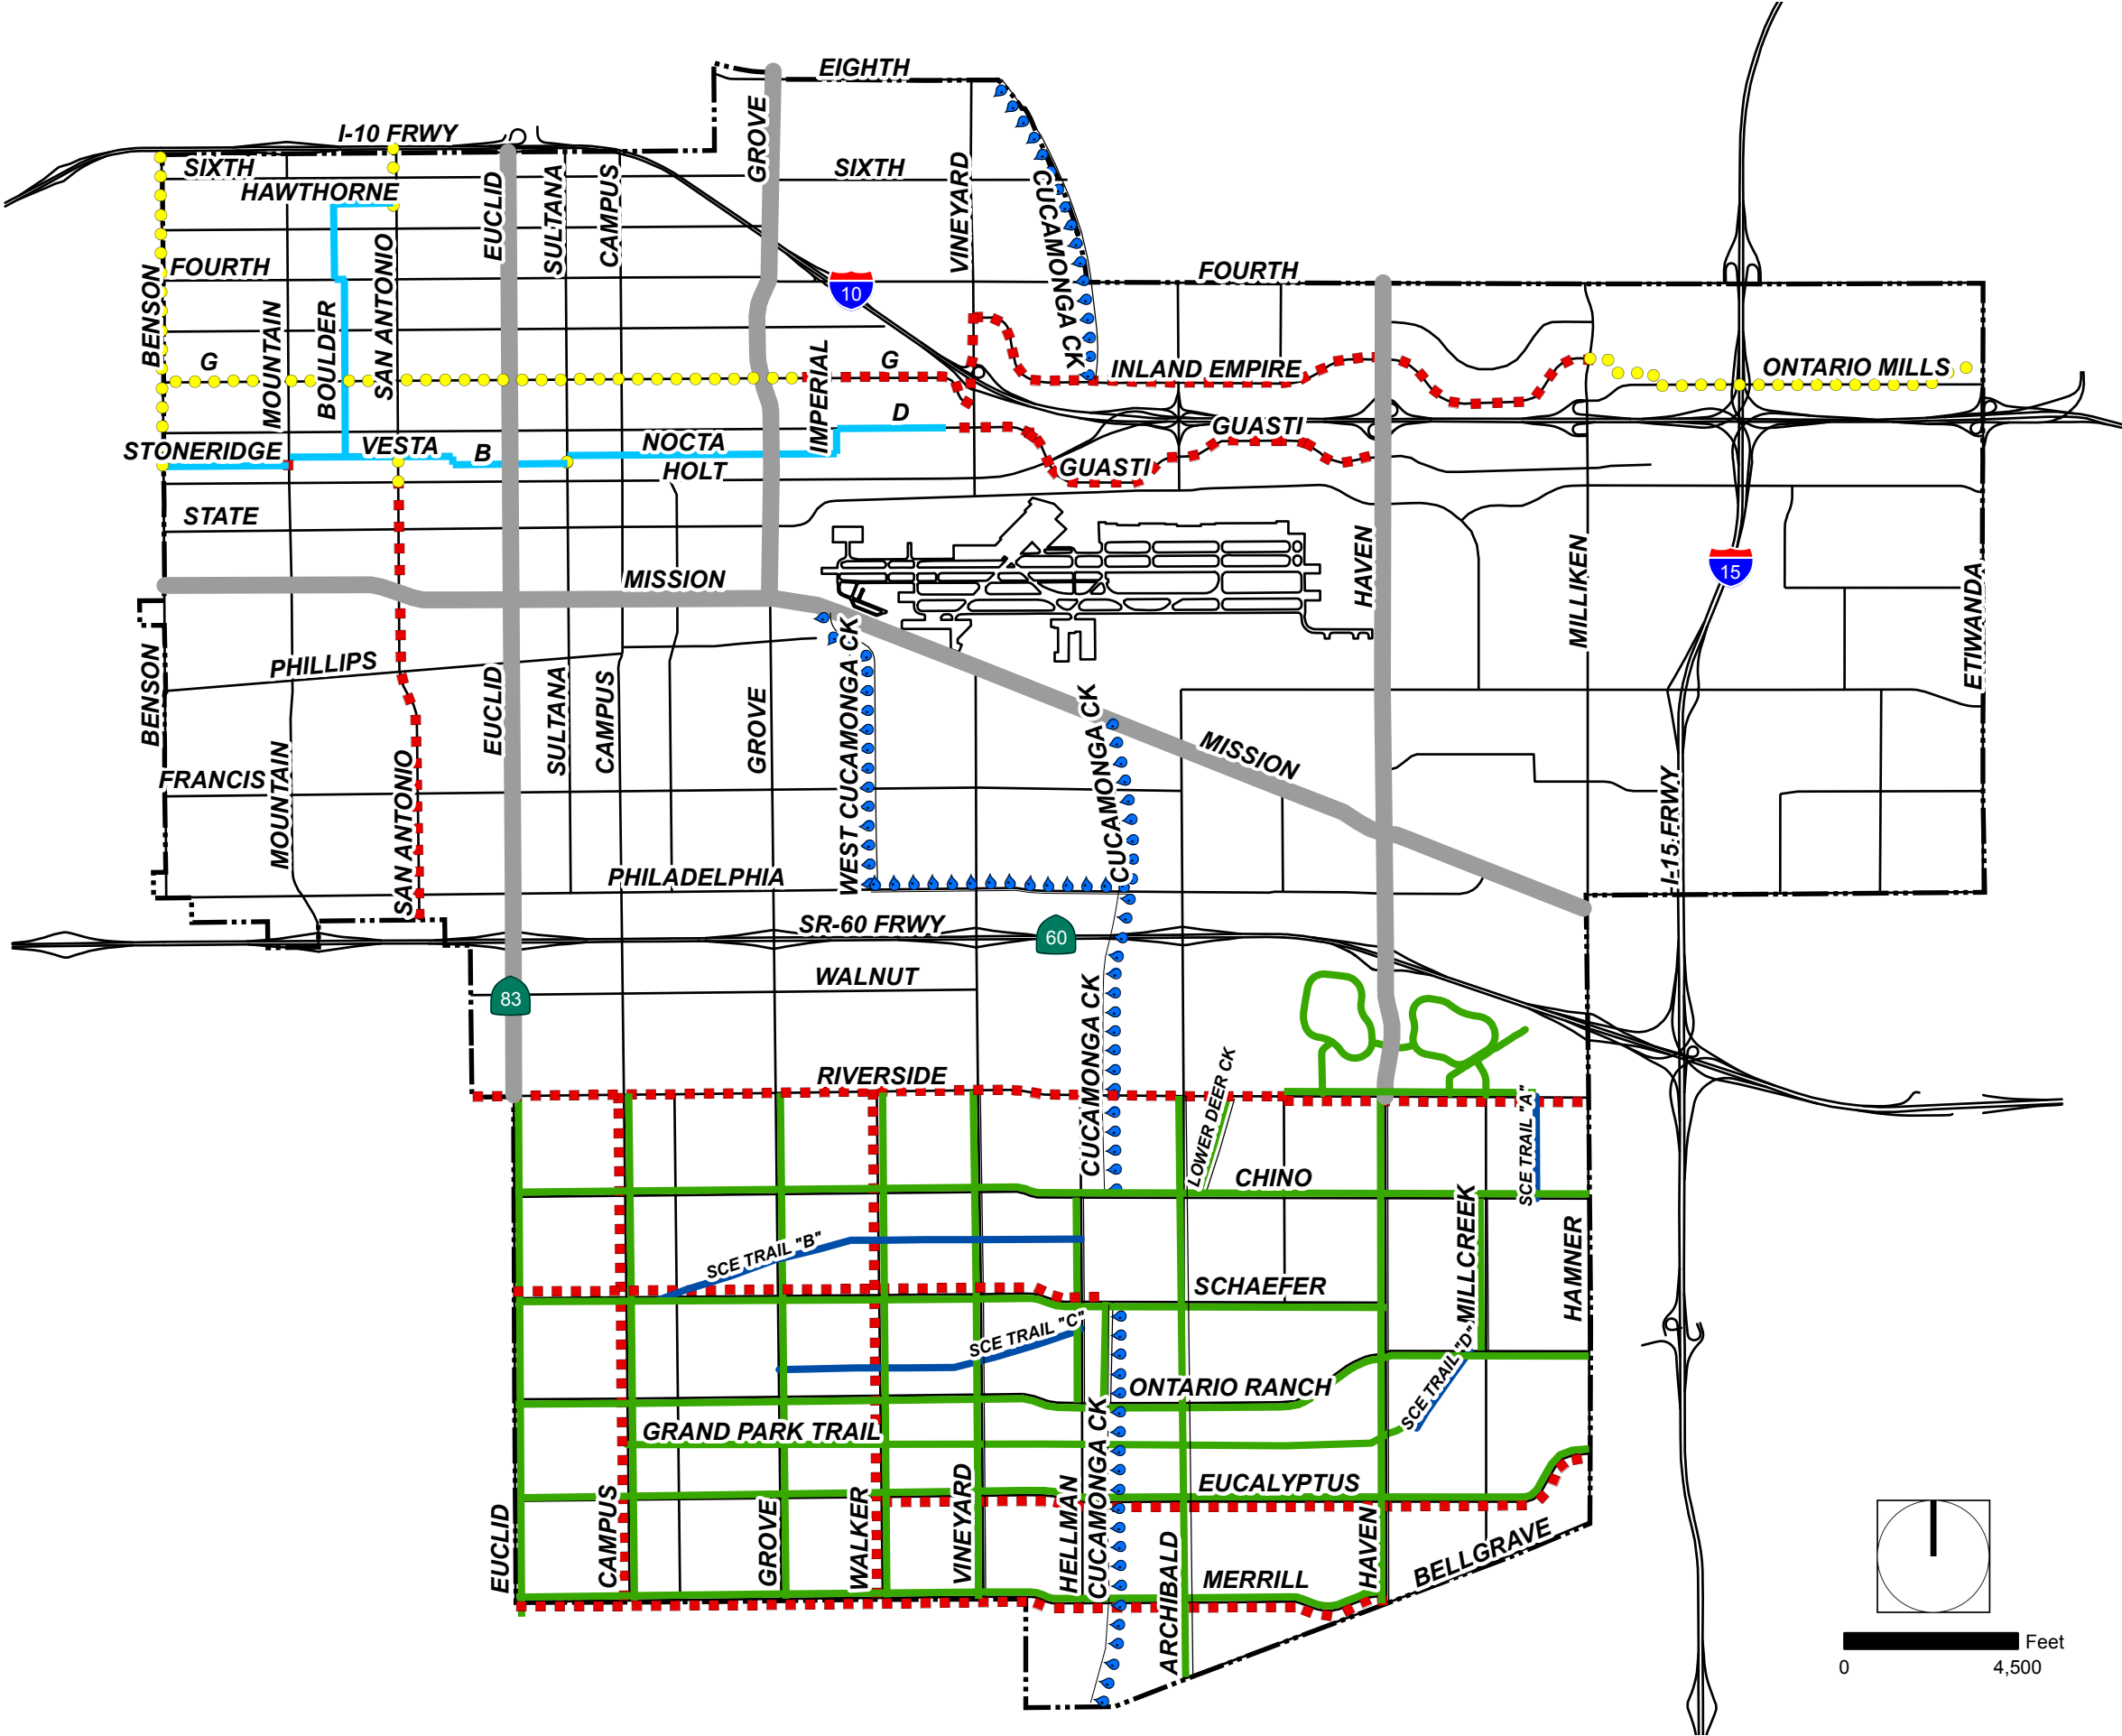 EIGHTH
I-10 FRWY
GROVE
SIXTH
SIXTH
HAWTHORNE
EUCLID
SULTANA
CAMPUS
VINEYARD
CUCAMONGA CK
BENSON
FOURTH
SAN ANTONIO
FOURTH
10
MOUNTAIN
BOULDER
G
IMPERIAL
G
INLAND EMPIRE
ONTARIO MILLS
D
GUASTI
STONERIDGE
VESTA
B
NOCTA
HOLT
GUASTI
STATE
HAVEN
MILLIKEN
15
ETIWANDA
MISSION
BENSON
PHILLIPS
EUCLID
SULTANA
CAMPUS
GROVE
WEST CUCAMONGA CK
CUCAMONGA CK
MISSION
FRANCIS
MOUNTAIN
SAN ANTONIO
I-15 FRWY
PHILADELPHIA
SR-60 FRWY
60
WALNUT
83
CUCAMONGA CK
RIVERSIDE
LOWER DEER CK
SCE TRAIL "A"
CHINO
MILLCREEK
HAMNER
SCE TRAIL "B"
SCHAEFER
SCE TRAIL "C"
SCE TRAIL "D"
ONTARIO RANCH
GRAND PARK TRAIL
EUCALYPTUS
EUCLID
CAMPUS
GROVE
WALKER
VINEYARD
HELLMAN
CUCAMONGA CK
ARCHIBALD
MERRILL
HAVEN
BELLGRAVE
Feet
0 4,500